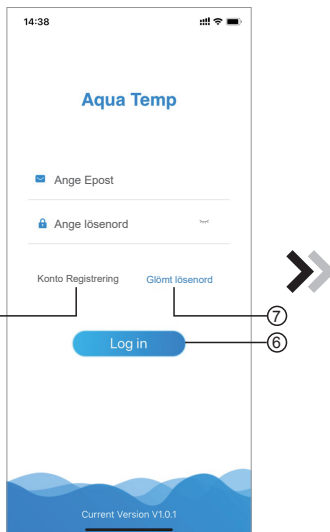 14:38
Aqua Temp
Ange Epost
Ange lösenord
Konto Registrering Glömt lösenord
⑦
Log in ⑥
Current Version V1.0.1